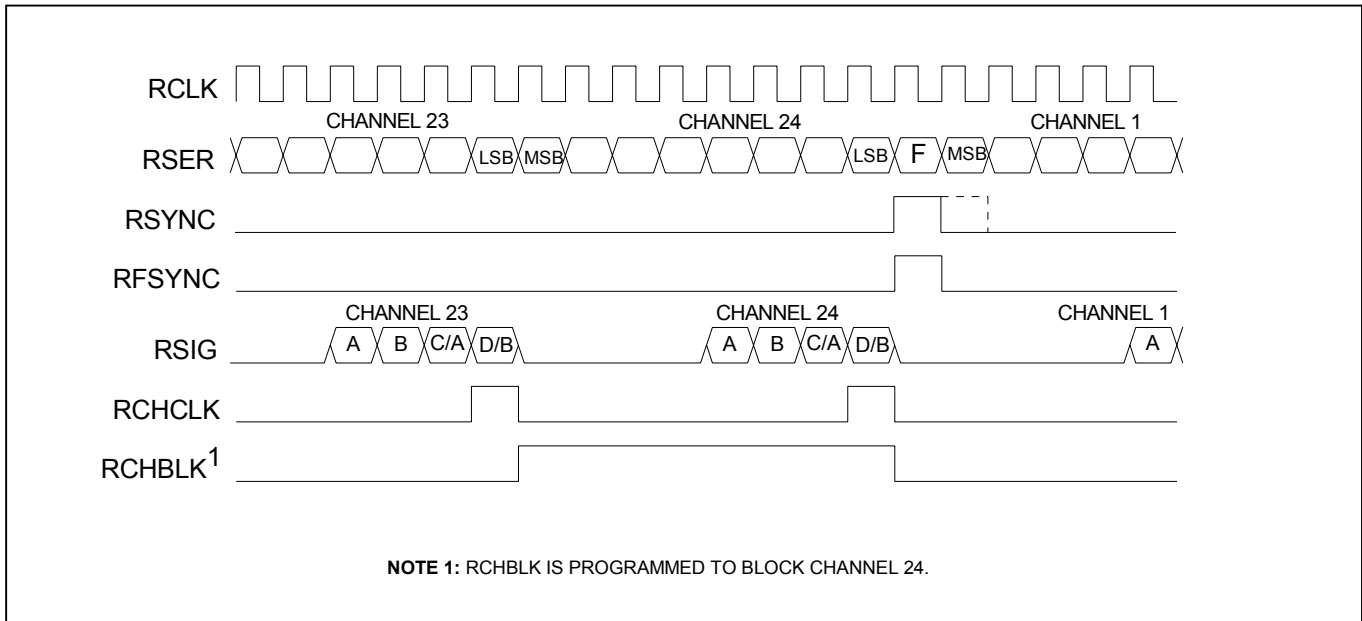 RCLK
CHANNEL 23 CHANNEL 24 CHANNEL 1
RSER LSB MSB LSB F MSB
RSYNC
RFSYNC
CHANNEL 23 CHANNEL 24 CHANNEL 1
RSIG A B C/A D/B A B C/A D/B A
RCHCLK
RCHBLK1
NOTE 1: RCHBLK IS PROGRAMMED TO BLOCK CHANNEL 24.